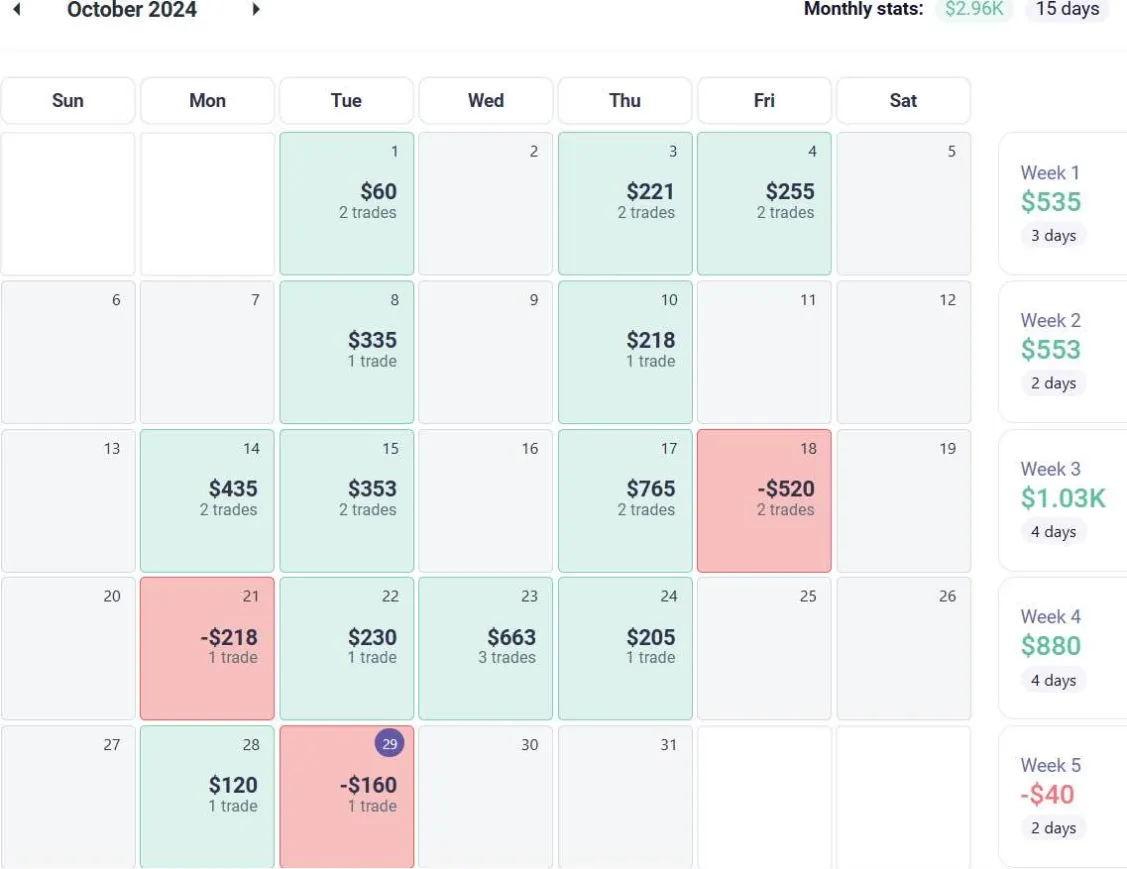 October 2024 Monthly stats: $2.96K 15 days
Sun Mon Tue Wed Thu Fri Sat
1 2 3 4 5
$60 $221 $255
2 trades 2 trades 2 trades
Week 1
$535
3 days
6 7 8 9 10 11 12
$335 $218
1 trade 1 trade
Week 2
$553
2 days
13 14 15 16 17 18 19
$435 $353 $765 -$520
2 trades 2 trades 2 trades 2 trades
Week 3
$1.03K
4 days
20 21 22 23 24 25 26
-$218 $230 $663 $205
1 trade 1 trade 3 trades 1 trade
Week 4
$880
4 days
27 28 29 30 31
$120 -$160
1 trade 1 trade
Week 5
-$40
2 days